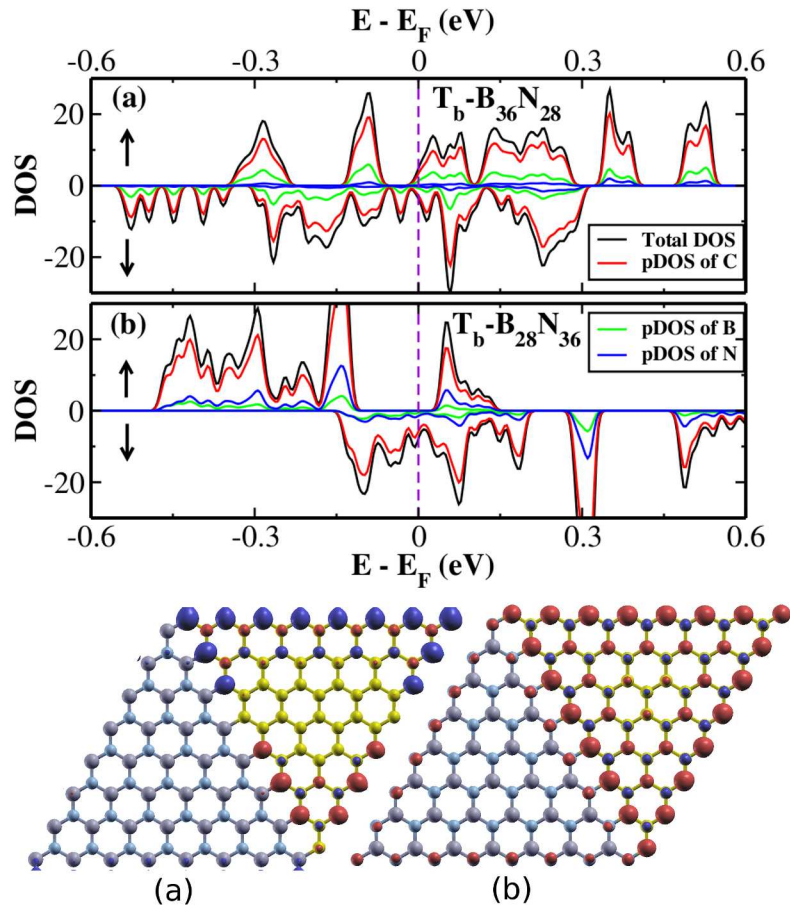 E - E_F (eV)
-0.6 -0.3 0 0.3 0.6
(a) T_b-B_36N_28
20
0
-20
DOS
Total DOS
pDOS of C
(b) T_b-B_28N_36
20
0
-20
DOS
pDOS of B
pDOS of N
-0.6 -0.3 0 0.3 0.6
E - E_F (eV)
(a) (b)